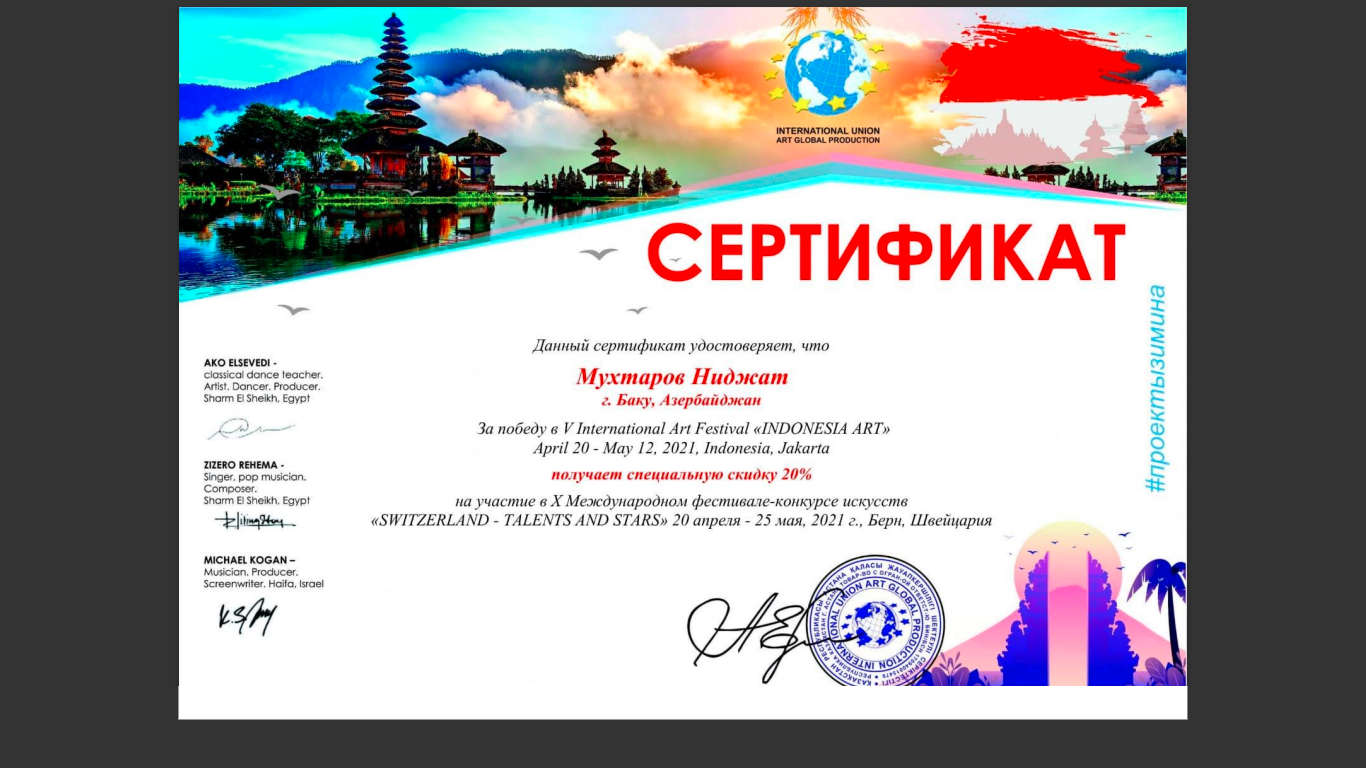 INTERNATIONAL UNION
ART GLOBAL PRODUCTION
СЕРТИФИКАТ
#проектызимина
Данный сертификат удостоверяет, что
Мухтаров Ниджат
г. Баку, Азербайджан
За победу в V International Art Festival «INDONESIA ART»
April 20 - May 12, 2021, Indonesia, Jakarta
получает специальную скидку 20%
на участие в X Международном фестивале-конкурсе искусств
«SWITZERLAND - TALENTS AND STARS» 20 апреля - 25 мая, 2021 г., Берн, Швейцария
AKO ELSEVEDI -
classical dance teacher.
Artist. Dancer. Producer.
Sharm El Sheikh, Egypt
ZIZERO REHEMA -
Singer, pop musician.
Composer.
Sharm El Sheikh, Egypt
MICHAEL KOGAN –
Musician. Producer.
Screenwriter. Haifa, Israel
INTERNATIONAL UNION ART GLOBAL PRODUCTION